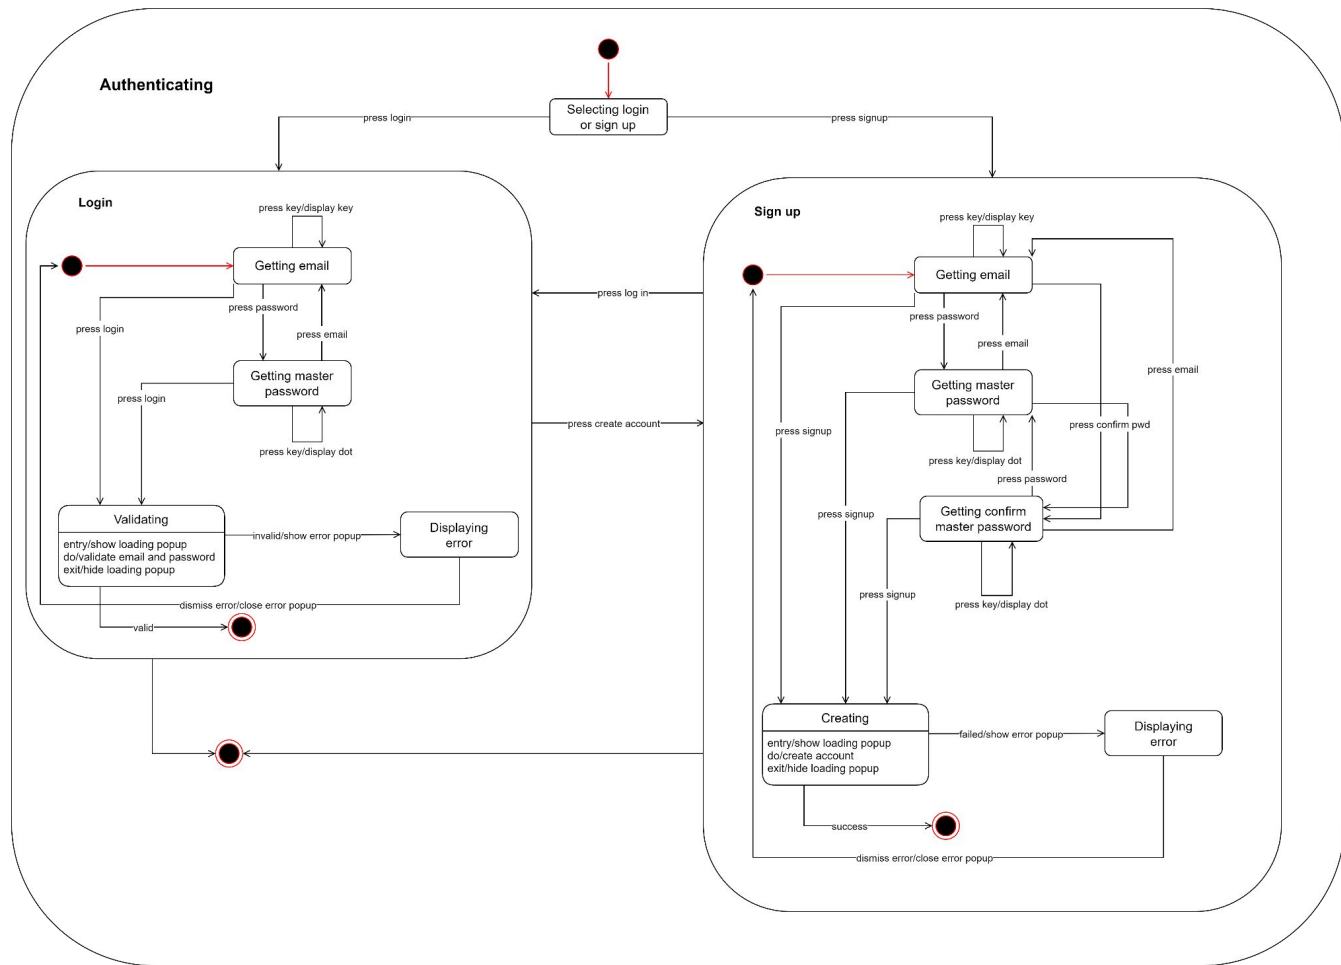 Authenticating
Selecting login
or sign up
press login
press signup
Login
press key/display key
Getting email
press password
press login
press email
Getting master
password
press login
press key/display dot
Validating
entry/show loading popup
do/validate email and password
exit/hide loading popup
invalid/show error popup
Displaying
error
dismiss error/close error popup
valid
press log in
press create account
Sign up
press key/display key
Getting email
press password
press email
press email
Getting master
password
press confirm pwd
press signup
press key/display dot
press password
Getting confirm
master password
press signup
press signup
press key/display dot
Creating
entry/show loading popup
do/create account
exit/hide loading popup
failed/show error popup
Displaying
error
success
dismiss error/close error popup